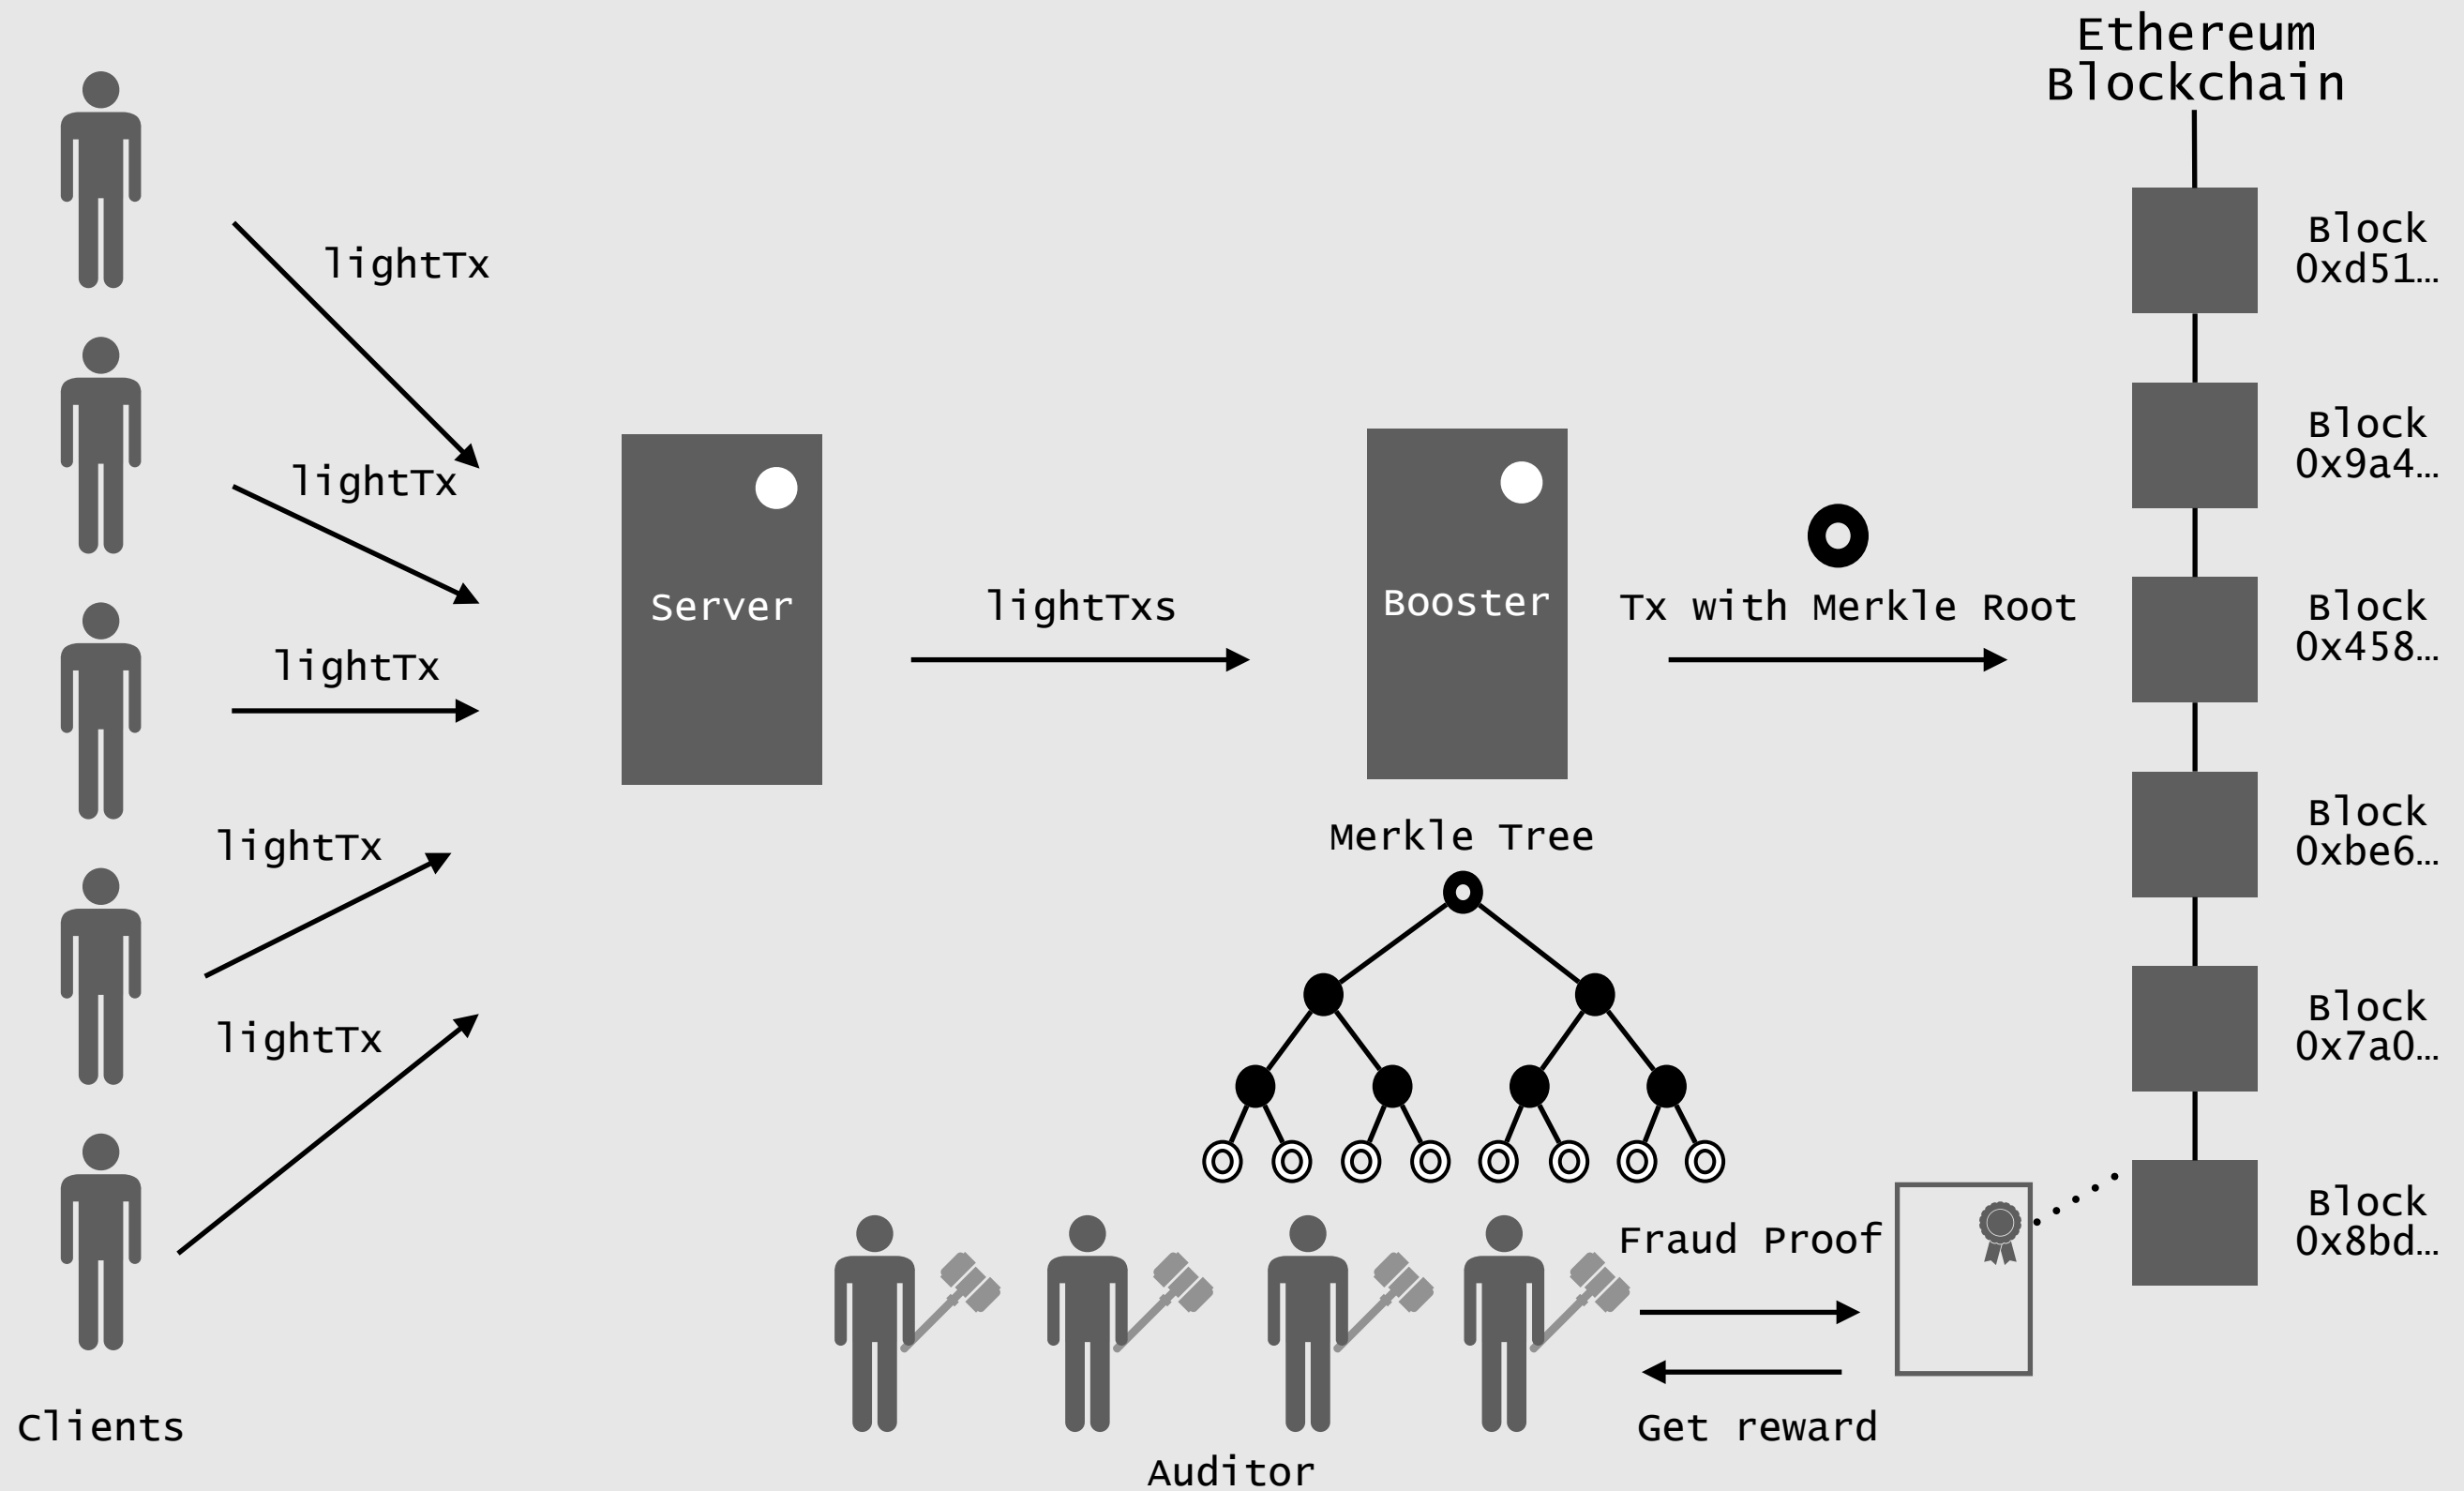 Ethereum
Blockchain
lightTx
lightTx
lightTx
lightTx
lightTx
Clients
Server
lightTxs
Booster
Tx with Merkle Root
Merkle Tree
Auditor
Fraud Proof
Get reward
Block
0xd51…
Block
0x9a4…
Block
0x458…
Block
0xbe6…
Block
0x7a0…
Block
0x8bd…